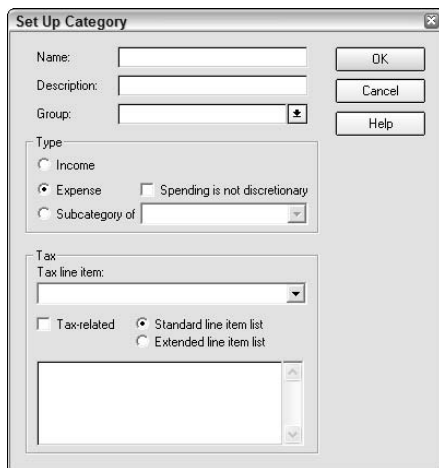 Set Up Category
Name:
OK
Description:
Cancel
Group:
Help
Type
Income
Expense Spending is not discretionary
Subcategory of
Tax
Tax line item:
Tax-related Standard line item list
Extended line item list